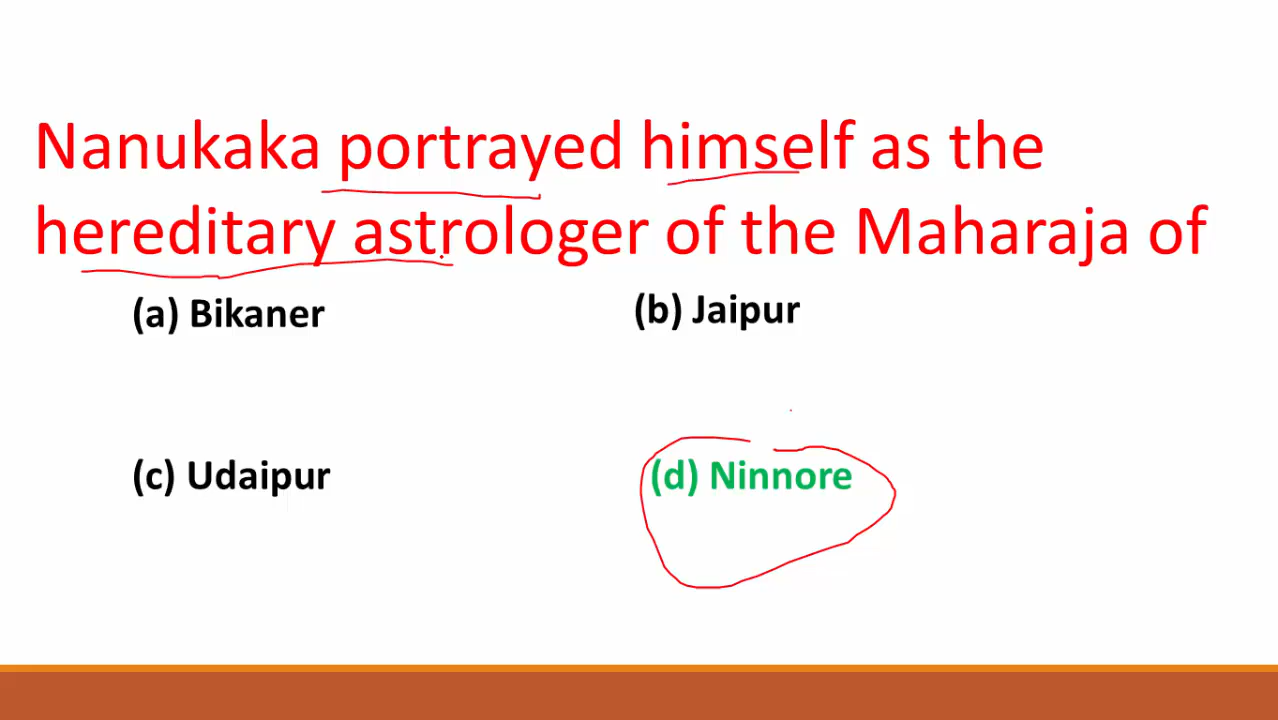 Nanukaka portrayed himself as the
hereditary astrologer of the Maharaja of
(a) Bikaner (b) Jaipur
(c) Udaipur (d) Ninnore